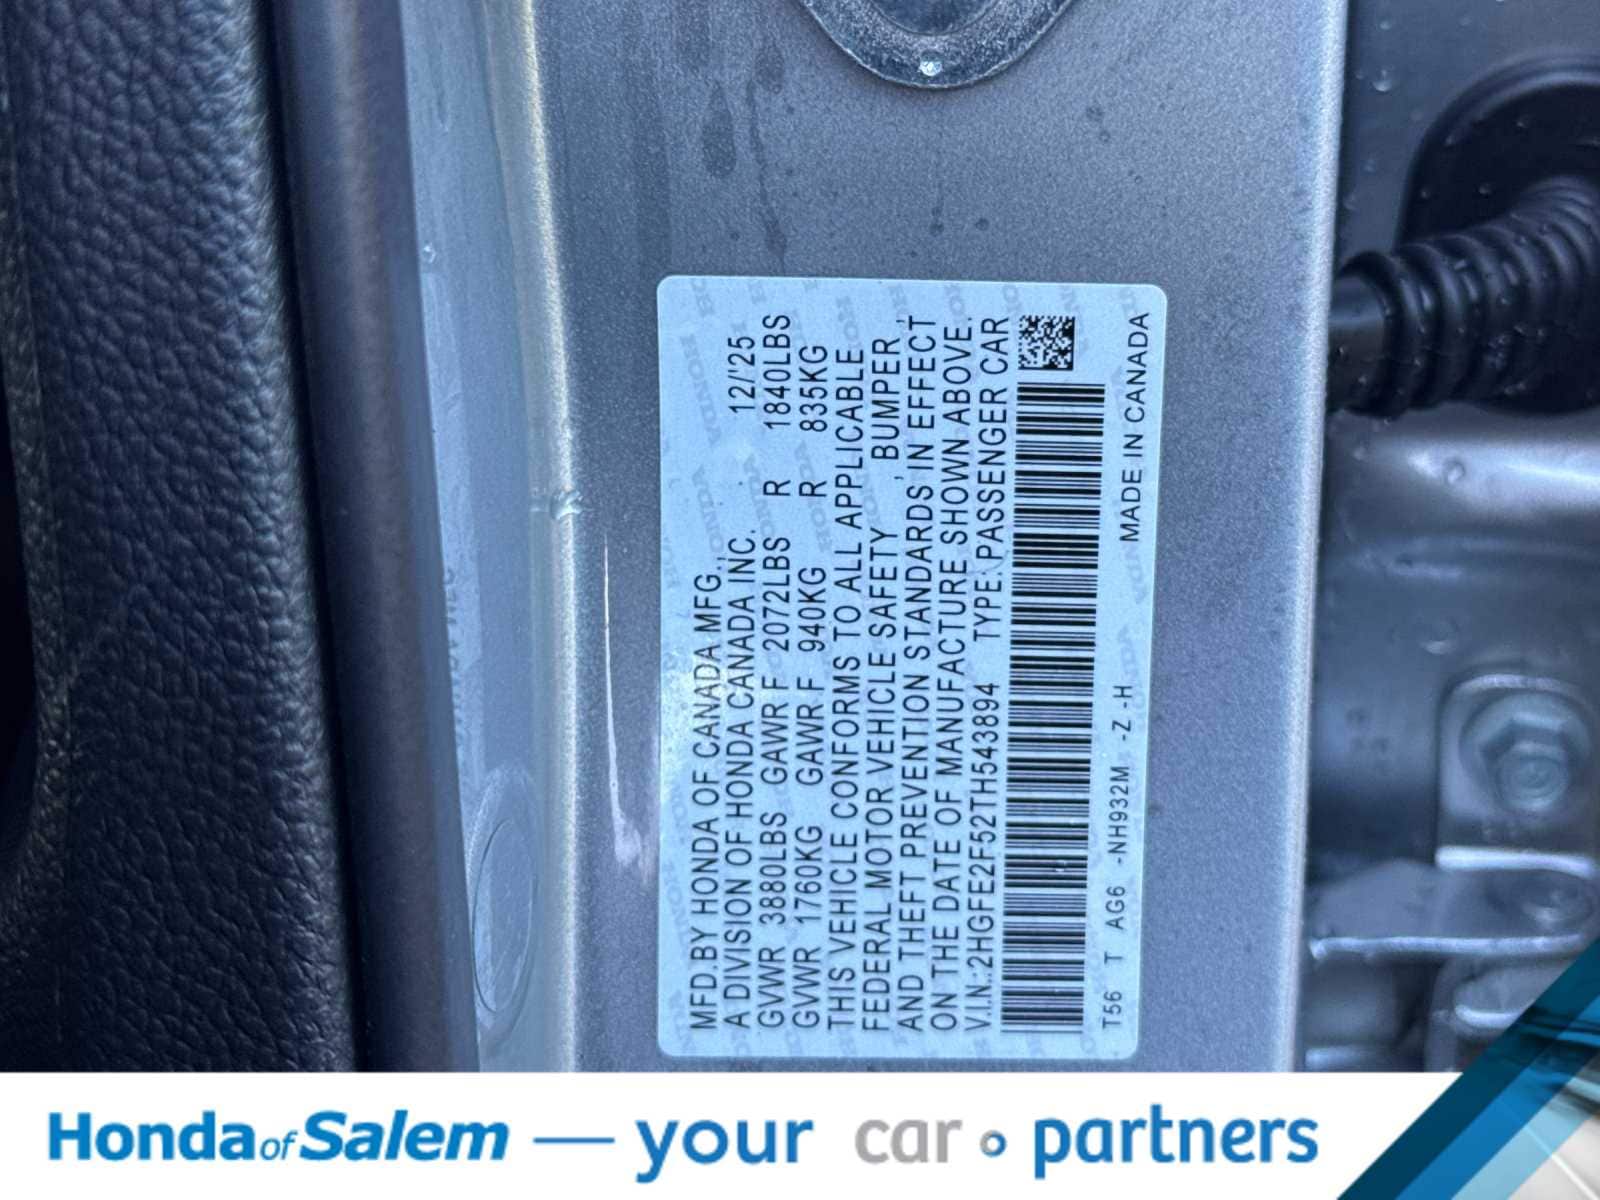 MFD.BY HONDA OF CANADA MFG.,
A DIVISION OF HONDA CANADA INC. 12/'25
GVWR 3880LBS GAWR F 2072LBS R 1840LBS
GVWR 1760KG GAWR F 940KG R 835KG
THIS VEHICLE CONFORMS TO ALL APPLICABLE
FEDERAL MOTOR VEHICLE SAFETY , BUMPER,
AND THEFT PREVENTION STANDARDS IN EFFECT
ON THE DATE OF MANUFACTURE SHOWN ABOVE.
V.I.N.:2HGFE2F52TH543894 TYPE:PASSENGER CAR
T56 T AG6 -NH932M -Z -H MADE IN CANADA
Honda of Salem — your car partners